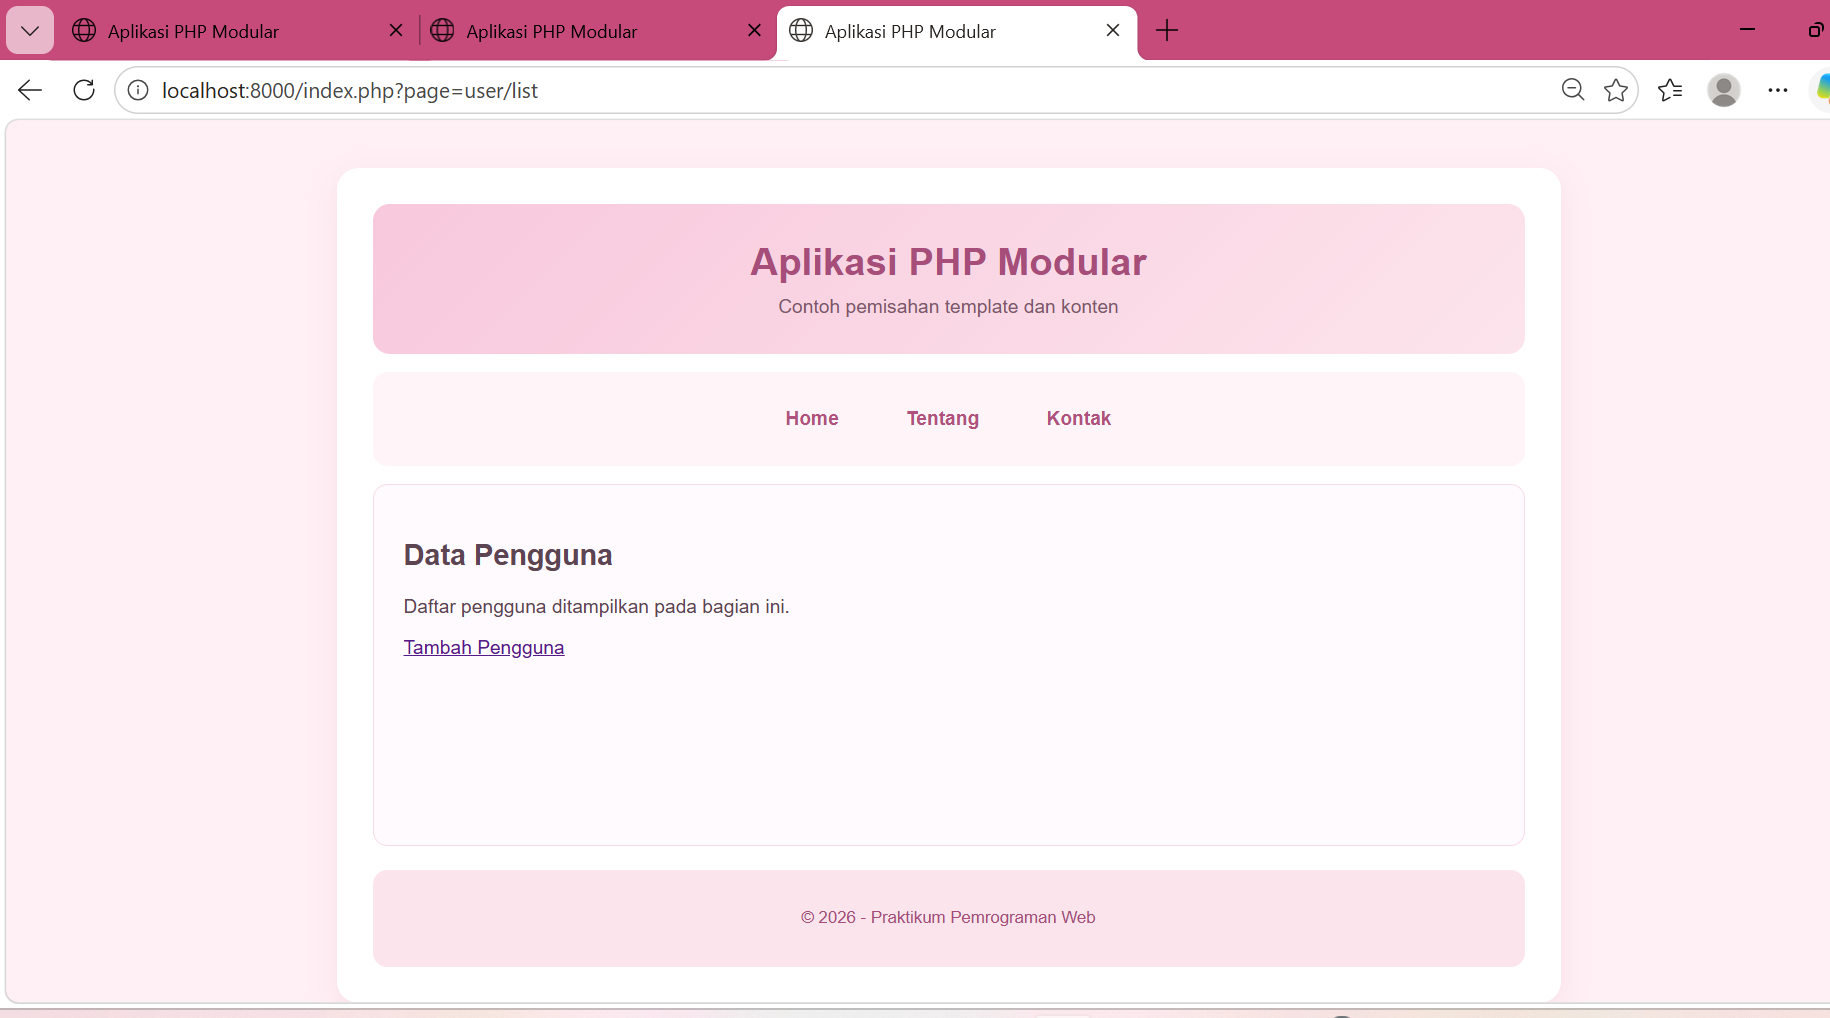 Aplikasi PHP Modular
Aplikasi PHP Modular
Aplikasi PHP Modular
localhost:8000/index.php?page=user/list
Aplikasi PHP Modular
Contoh pemisahan template dan konten
Home Tentang Kontak
Data Pengguna
Daftar pengguna ditampilkan pada bagian ini.
Tambah Pengguna
© 2026 - Praktikum Pemrograman Web